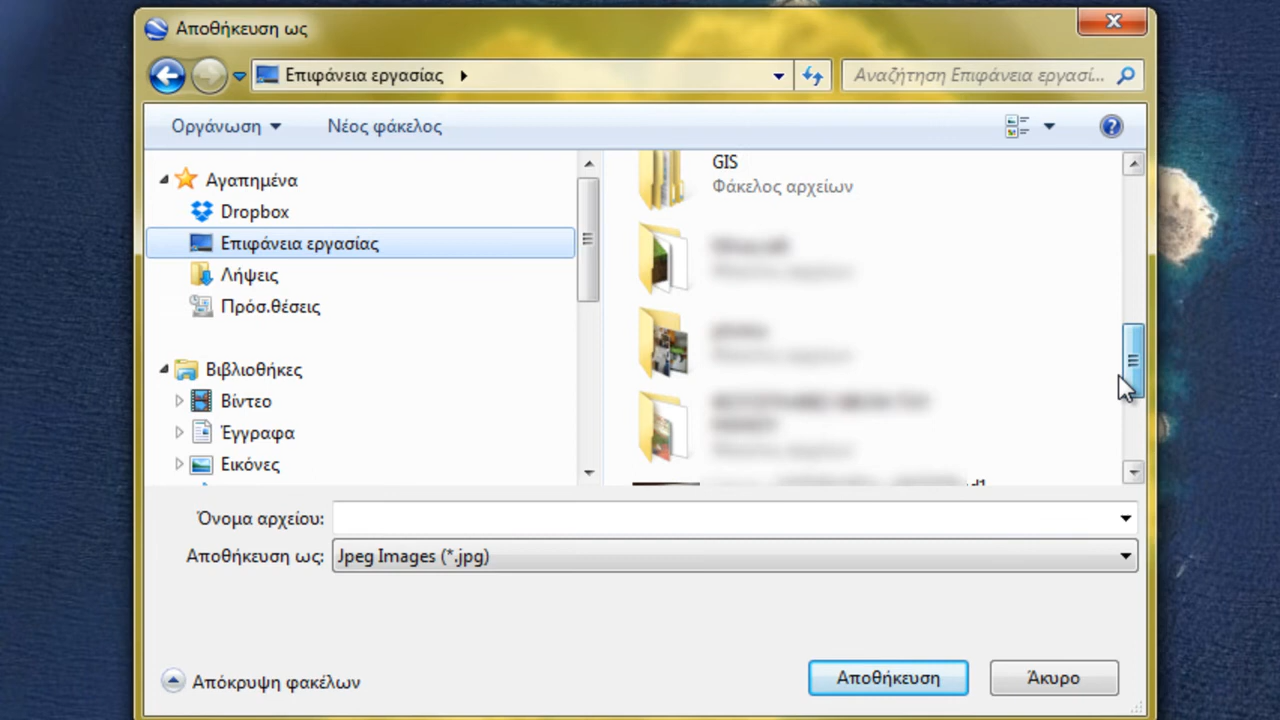 Αποθήκευση ως
Επιφάνεια εργασίας
Αναζήτηση Επιφάνεια εργασί...
Οργάνωση
Νέος φάκελος
Αγαπημένα
Dropbox
Επιφάνεια εργασίας
Λήψεις
Πρόσ.θέσεις
Βιβλιοθήκες
Βίντεο
Έγγραφα
Εικόνες
GIS
Φάκελος αρχείων
Όνομα αρχείου:
Αποθήκευση ως: Jpeg Images (*.jpg)
Απόκρυψη φακέλων
Αποθήκευση
Άκυρο